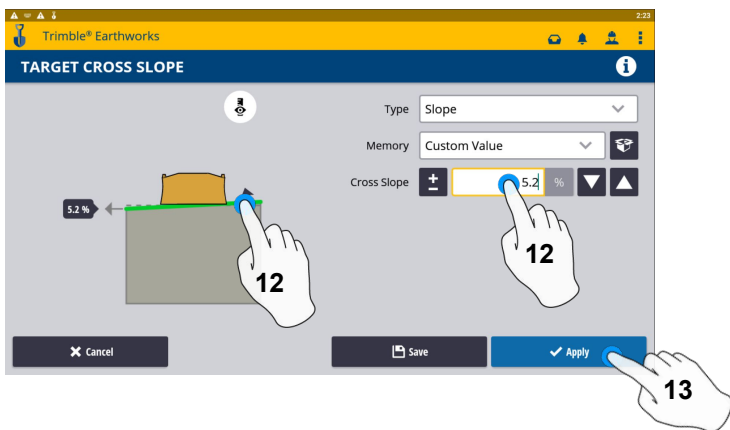 2:23
Trimble® Earthworks
TARGET CROSS SLOPE
Type Slope
Memory Custom Value
Cross Slope ± 5.2 %
5.2 %
12
12
Cancel Save Apply
13